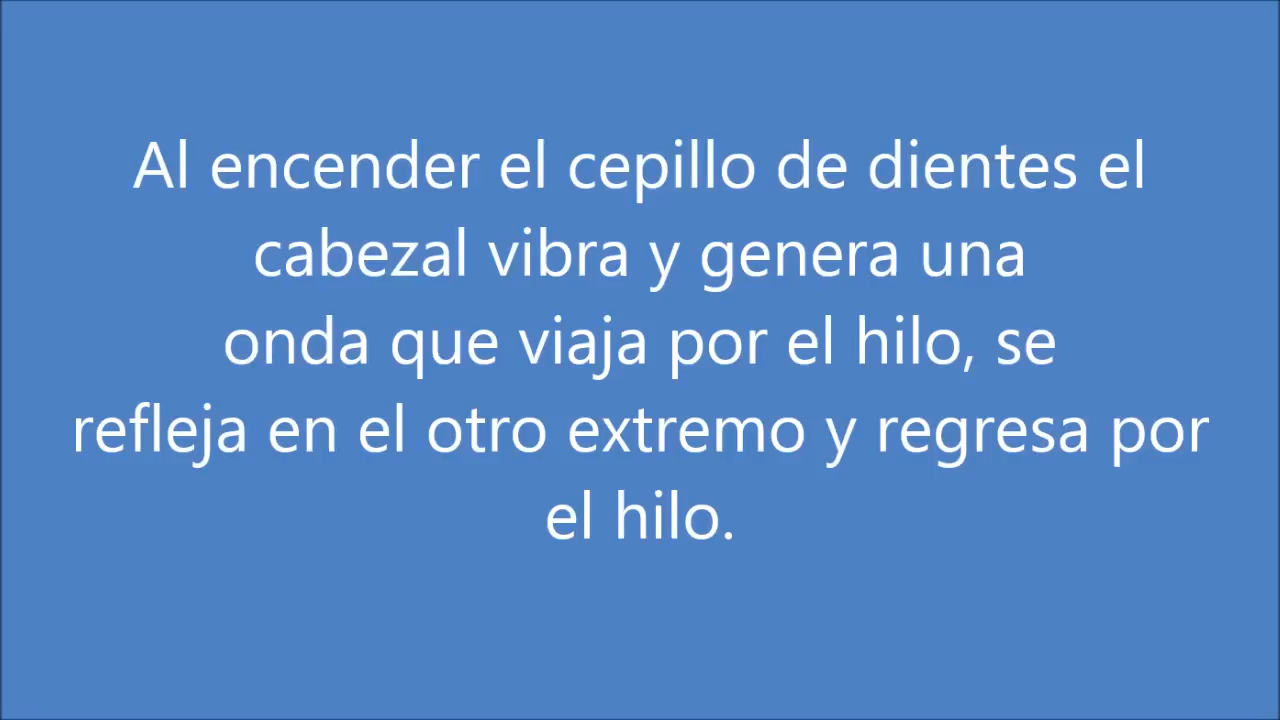 Al encender el cepillo de dientes el
cabezal vibra y genera una
onda que viaja por el hilo, se
refleja en el otro extremo y regresa por
el hilo.